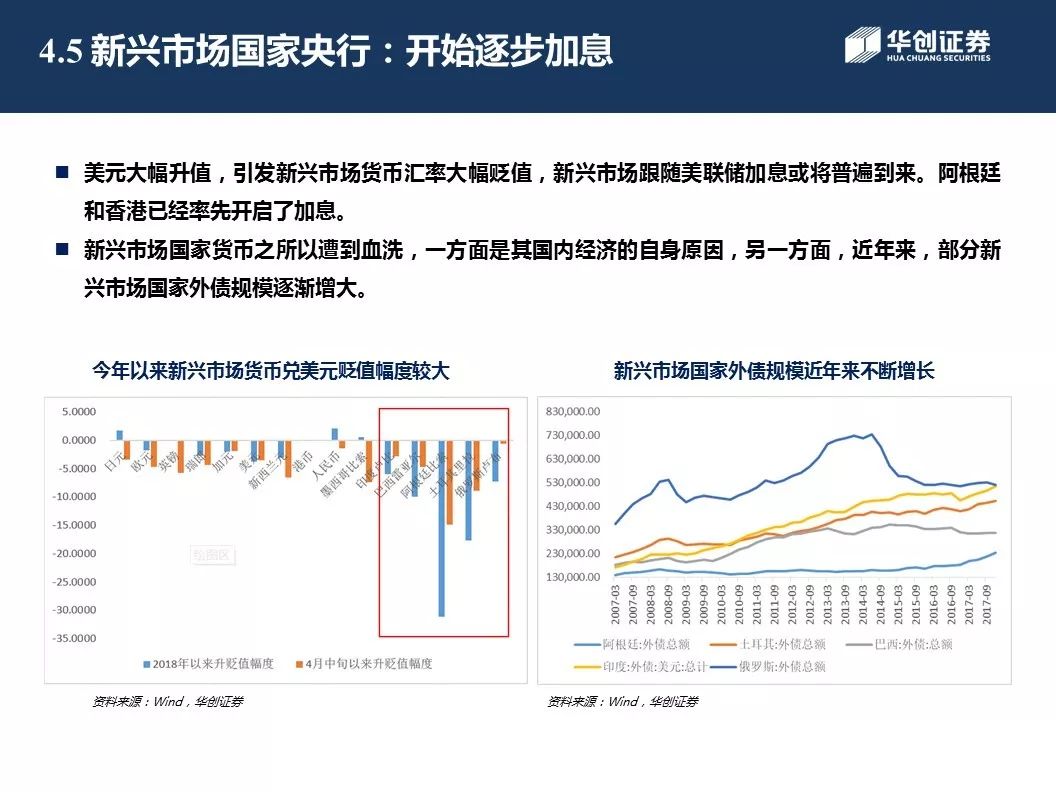 4.5 新兴市场国家央行：开始逐步加息
华创证券
HUA CHUANG SECURITIES
美元大幅升值，引发新兴市场货币汇率大幅贬值，新兴市场跟随美联储加息或将普遍到来。阿根廷
和香港已经率先开启了加息。
新兴市场国家货币之所以遭到血洗，一方面是其国内经济的自身原因，另一方面，近年来，部分新
兴市场国家外债规模逐渐增大。
今年以来新兴市场货币兑美元贬值幅度较大
5.0000
0.0000
-5.0000
-10.0000
-15.0000
-20.0000
-25.0000
-30.0000
-35.0000
日元
欧元
英镑
瑞郎
加元
新西兰元
港币
人民币
墨西哥比索
印度卢比
巴西雷亚尔
阿根廷比索
土耳其里拉
俄罗斯卢布
绘图区
2018年以来升贬值幅度 4月中旬以来升贬值幅度
资料来源：Wind，华创证券
新兴市场国家外债规模近年来不断增长
830,000.00
730,000.00
630,000.00
530,000.00
430,000.00
330,000.00
230,000.00
130,000.00
2007-03
2007-09
2008-03
2008-09
2009-03
2009-09
2010-03
2010-09
2011-03
2011-09
2012-03
2012-09
2013-03
2013-09
2014-03
2014-09
2015-03
2015-09
2016-03
2016-09
2017-03
2017-09
阿根廷:外债总额 土耳其:外债总额 巴西:外债:总额
印度:外债:美元:总计 俄罗斯:外债总额
资料来源：Wind，华创证券